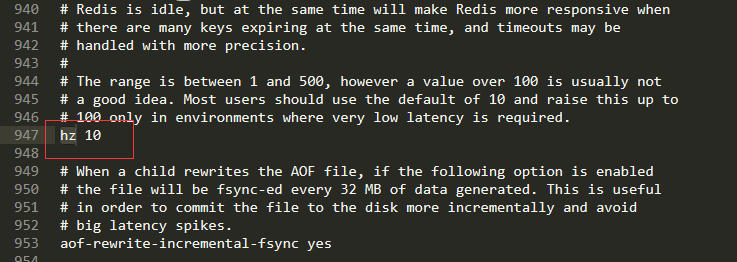 940 # Redis is idle, but at the same time will make Redis more responsive when
941 # there are many keys expiring at the same time, and timeouts may be
942 # handled with more precision.
943 #
944 # The range is between 1 and 500, however a value over 100 is usually not
945 # a good idea. Most users should use the default of 10 and raise this up to
946 # 100 only in environments where very low latency is required.
947 hz 10
948
949 # When a child rewrites the AOF file, if the following option is enabled
950 # the file will be fsync-ed every 32 MB of data generated. This is useful
951 # in order to commit the file to the disk more incrementally and avoid
952 # big latency spikes.
953 aof-rewrite-incremental-fsync yes
954